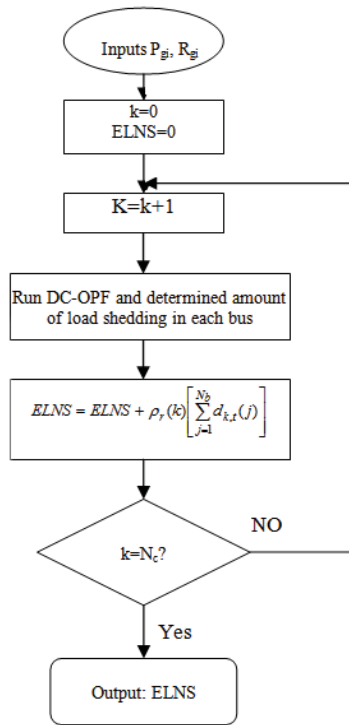 Inputs P_gi, R_gi
k=0
ELNS=0
K=k+1
Run DC-OPF and determined amount
of load shedding in each bus
ELNS = ELNS + ρ_r(k)[∑_{j=1}^{N_b} d_{k,t}(j)]
k=N_c?
NO
Yes
Output: ELNS